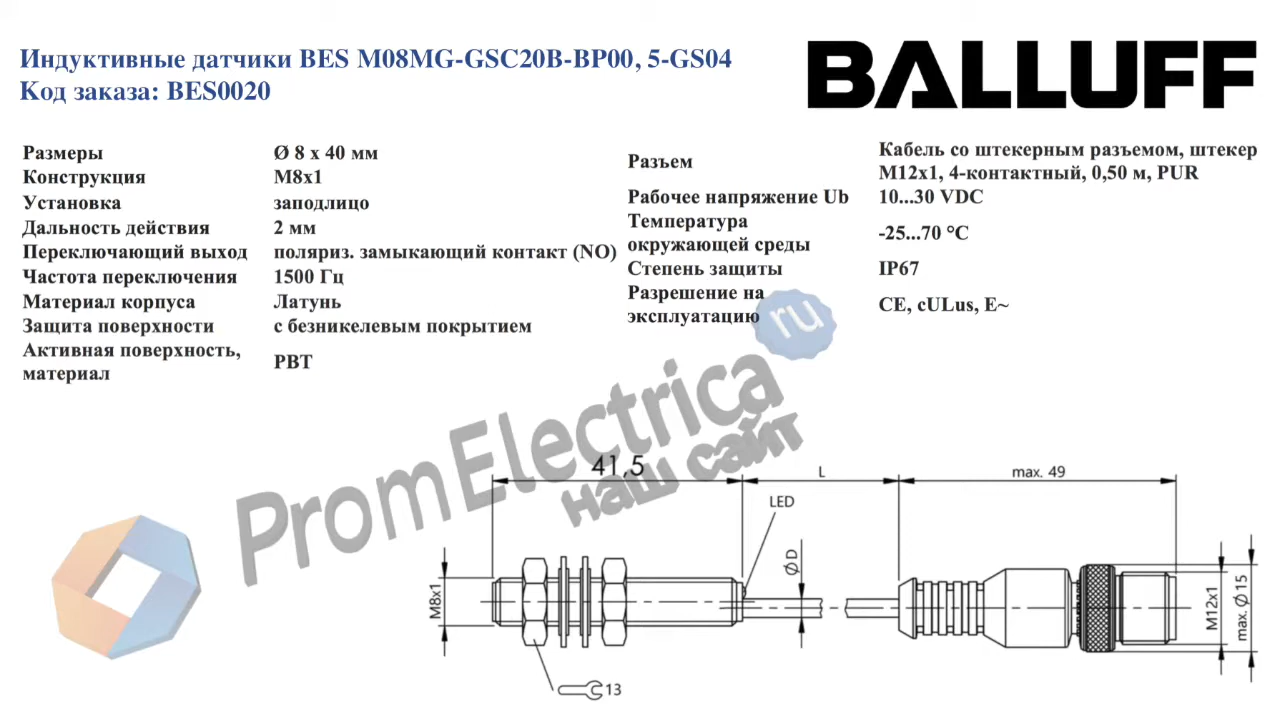 Индуктивные датчики BES M08MG-GSC20B-BP00, 5-GS04
Код заказа: BES0020
BALLUFF
Размеры Ø 8 x 40 мм
Конструкция M8x1
Установка заподлицо
Дальность действия 2 мм
Переключающий выход поляриз. замыкающий контакт (NO)
Частота переключения 1500 Гц
Материал корпуса Латунь
Защита поверхности с безникелевым покрытием
Активная поверхность,
материал
PBT
Разъем
Кабель со штекерным разъемом, штекер
M12x1, 4-контактный, 0,50 м, PUR
Рабочее напряжение Ub 10...30 VDC
Температура
окружающей среды
-25...70 °C
Степень защиты IP67
Разрешение на
эксплуатацию
CE, cULus, E~
PromElectrica
ru
наш сайт
41,5
L
max. 49
LED
ØD
M8x1
13
M12x1
max. Ø15